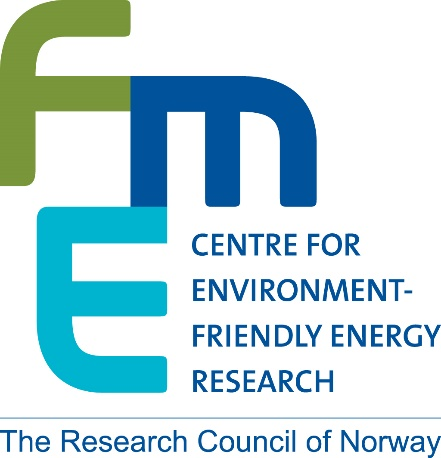 fmE
CENTRE FOR
ENVIRONMENT-
FRIENDLY ENERGY
RESEARCH
The Research Council of Norway